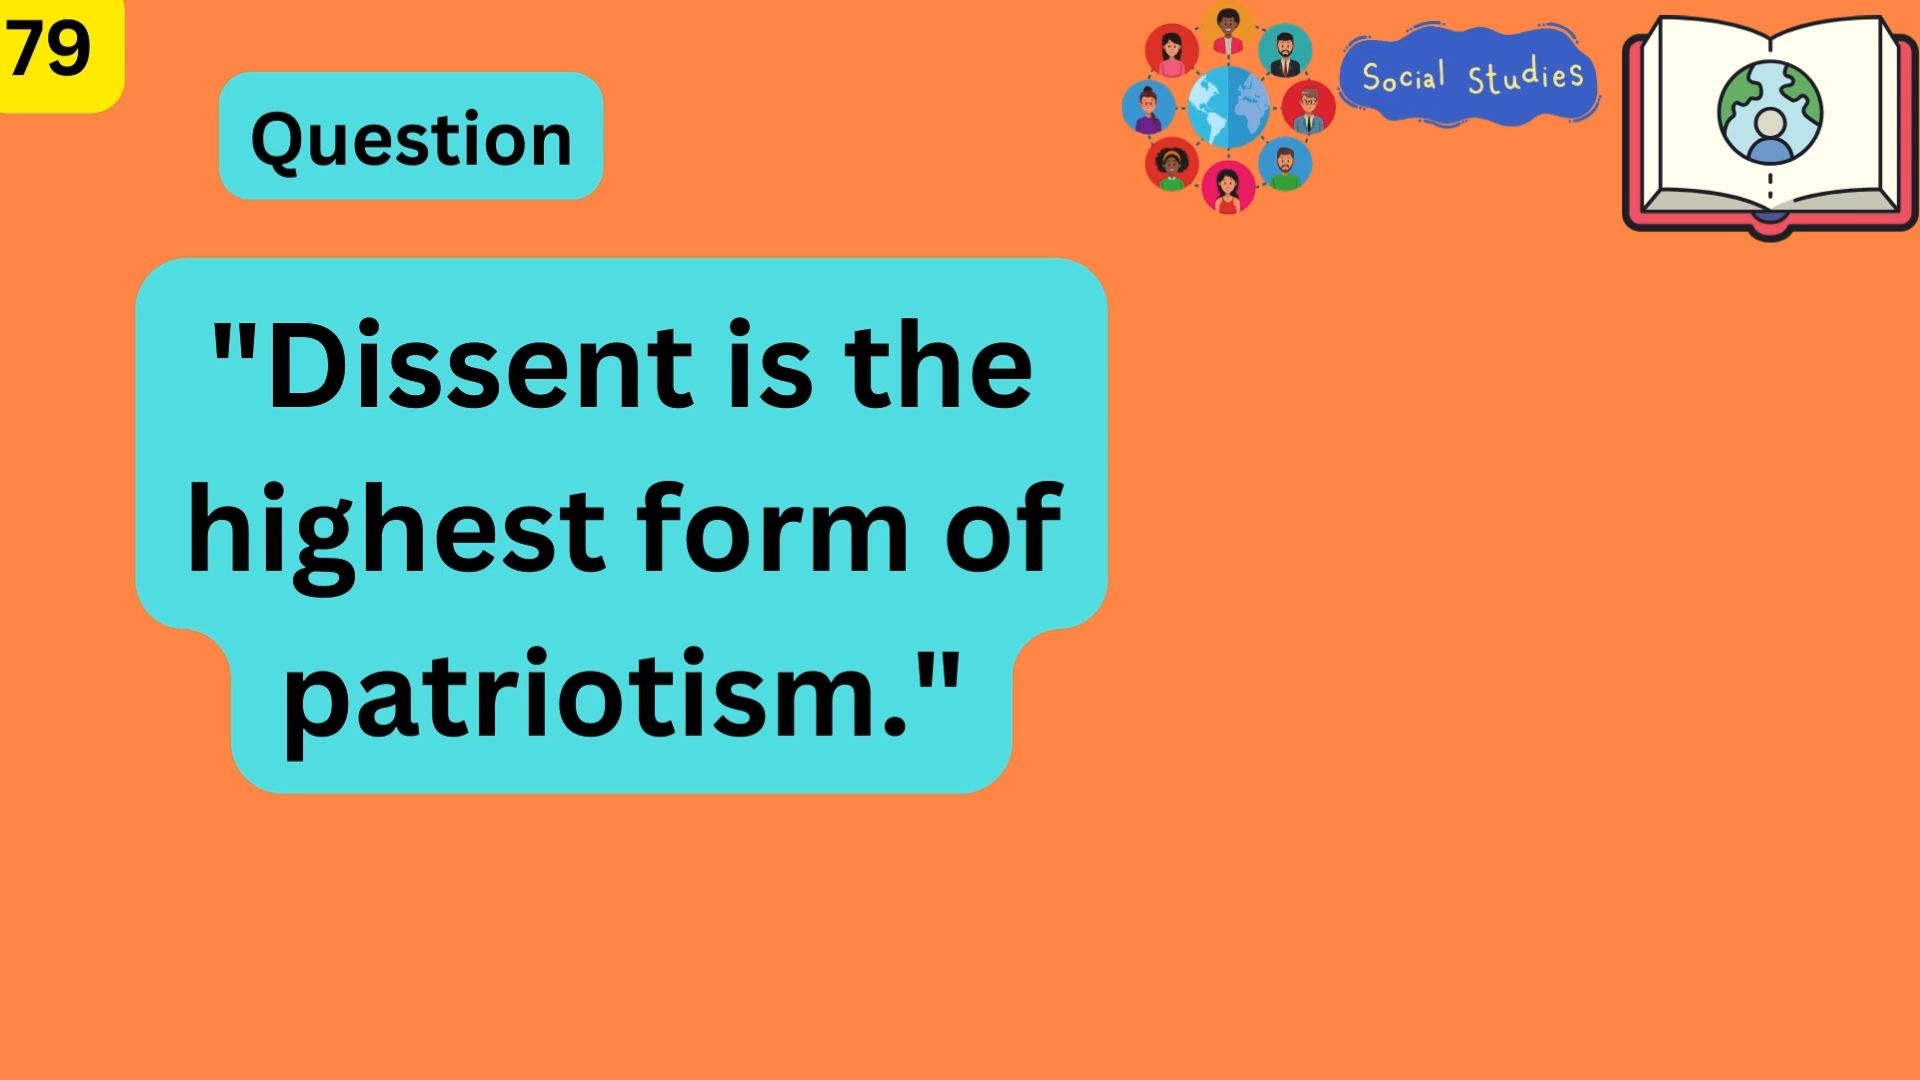 79
Question
Social Studies
"Dissent is the
highest form of
patriotism."